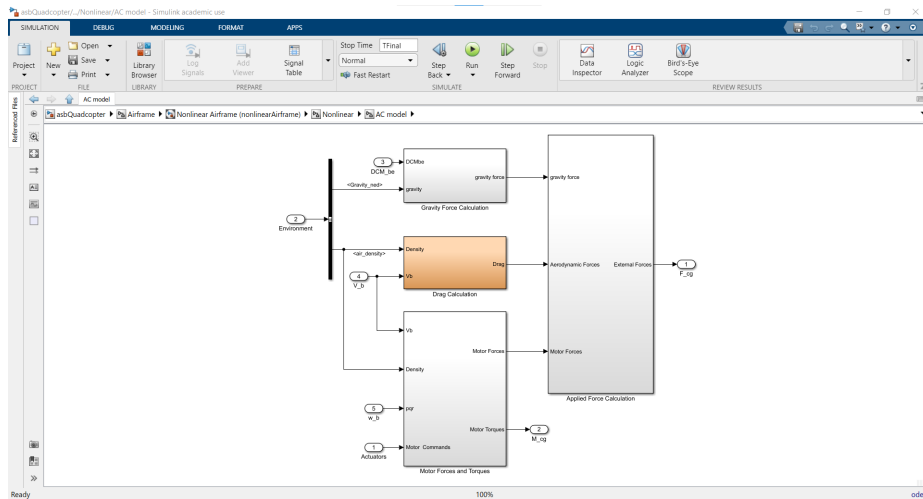 asbQuadcopter/.../Nonlinear/AC model - Simulink academic use
SIMULATION DEBUG MODELING FORMAT APPS
Project
New
Open
Save
Print
Library Browser
Log Signals
Add Viewer
Signal Table
Stop Time TFinal
Normal
Fast Restart
Step Back
Run
Step Forward
Stop
Data Inspector
Logic Analyzer
Bird's-Eye Scope
PROJECT FILE LIBRARY PREPARE SIMULATE REVIEW RESULTS
Referenced Files
AC model
asbQuadcopter Airframe Nonlinear Airframe (nonlinearAirframe) Nonlinear AC model
3
DCM_be
DCMbe
gravity force
<Gravity_ned>
gravity
Gravity Force Calculation
gravity force
2
Environment
<air_density>
Density
Drag
4
V_b
Vb
Drag Calculation
Aerodynamic Forces
External Forces
1
F_cg
Vb
Motor Forces
Motor Forces
Density
Applied Force Calculation
5
w_b
pqr
Motor Torques
2
M_cg
1
Actuators
Motor Commands
Motor Forces and Torques
Ready 100% ode